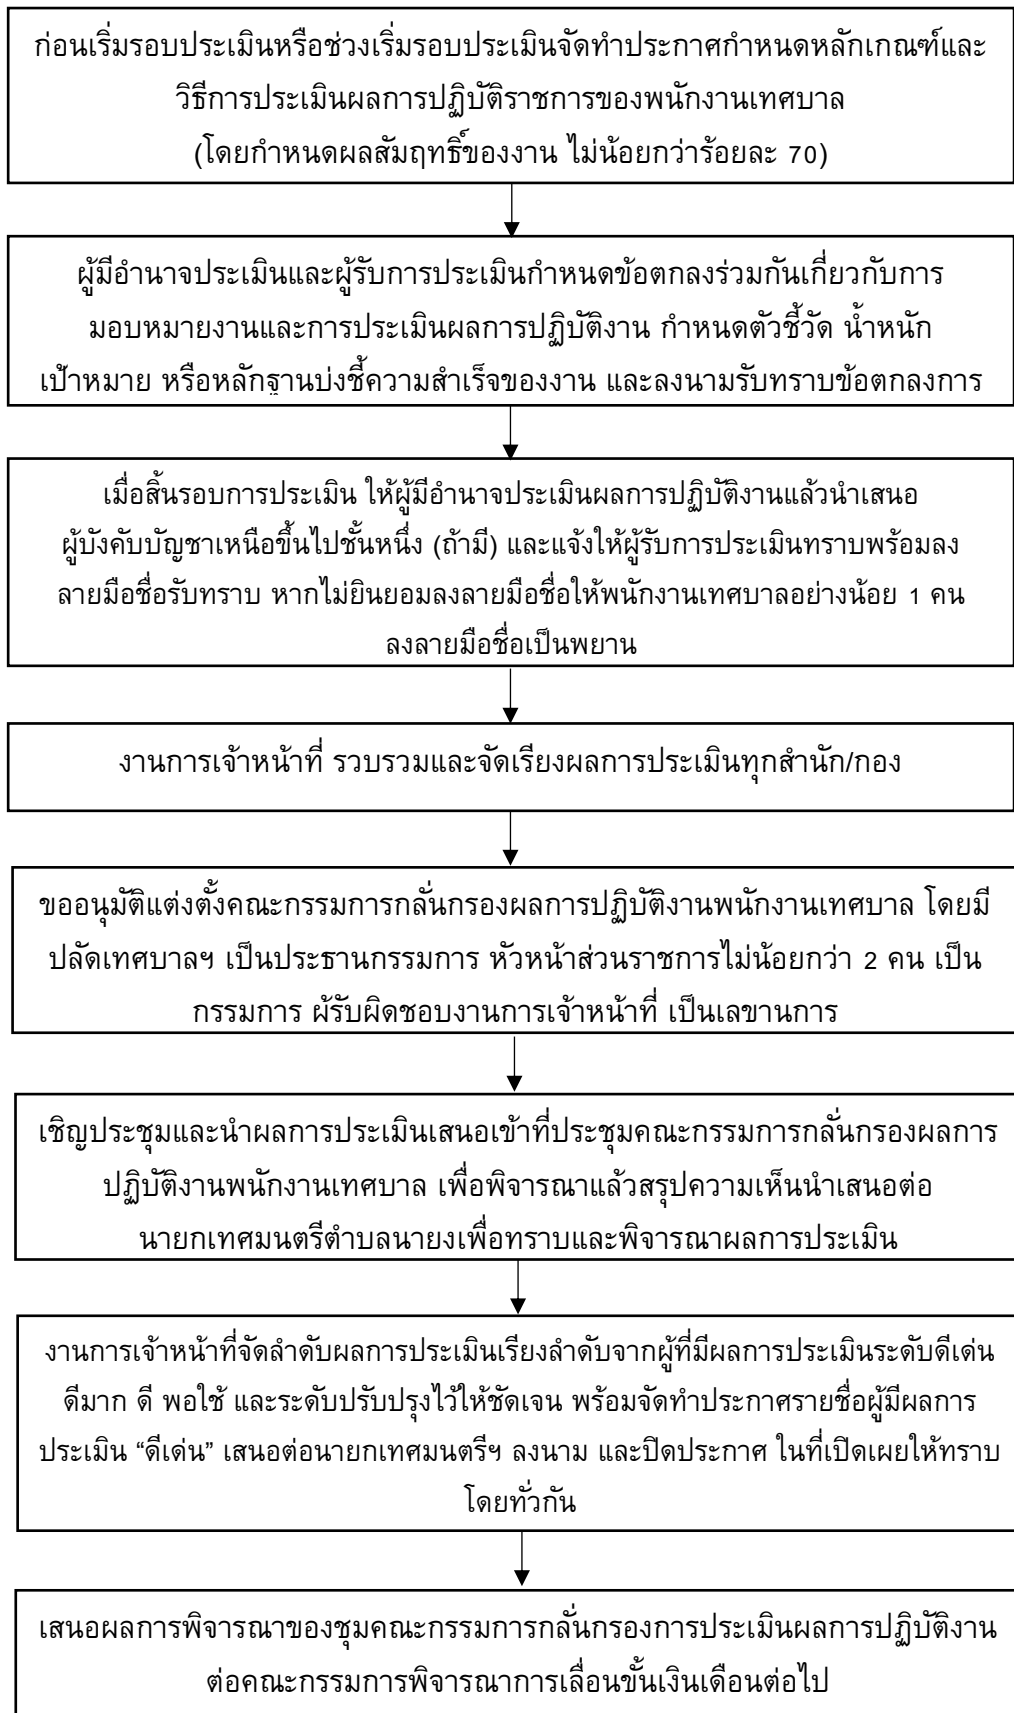 ก่อนเริ่มรอบประเมินหรือช่วงเริ่มรอบประเมินจัดทำประกาศกำหนดหลักเกณฑ์และ
วิธีการประเมินผลการปฏิบัติราชการของพนักงานเทศบาล
(โดยกำหนดผลสัมฤทธิ์ของงาน ไม่น้อยกว่าร้อยละ 70)
ผู้มีอำนาจประเมินและผู้รับการประเมินกำหนดข้อตกลงร่วมกันเกี่ยวกับการ
มอบหมายงานและการประเมินผลการปฏิบัติงาน กำหนดตัวชี้วัด น้ำหนัก
เป้าหมาย หรือหลักฐานบ่งชี้ความสำเร็จของงาน และลงนามรับทราบข้อตกลงการ
เมื่อสิ้นรอบการประเมิน ให้ผู้มีอำนาจประเมินผลการปฏิบัติงานแล้วนำเสนอ
ผู้บังคับบัญชาเหนือขึ้นไปชั้นหนึ่ง (ถ้ามี) และแจ้งให้ผู้รับการประเมินทราบพร้อมลง
ลายมือชื่อรับทราบ หากไม่ยินยอมลงลายมือชื่อให้พนักงานเทศบาลอย่างน้อย 1 คน
ลงลายมือชื่อเป็นพยาน
งานการเจ้าหน้าที่ รวบรวมและจัดเรียงผลการประเมินทุกสำนัก/กอง
ขออนุมัติแต่งตั้งคณะกรรมการกลั่นกรองผลการปฏิบัติงานพนักงานเทศบาล โดยมี
ปลัดเทศบาลฯ เป็นประธานกรรมการ หัวหน้าส่วนราชการไม่น้อยกว่า 2 คน เป็น
กรรมการ ผู้รับผิดชอบงานการเจ้าหน้าที่ เป็นเลขานุการ
เชิญประชุมและนำผลการประเมินเสนอเข้าที่ประชุมคณะกรรมการกลั่นกรองผลการ
ปฏิบัติงานพนักงานเทศบาล เพื่อพิจารณาแล้วสรุปความเห็นนำเสนอต่อ
นายกเทศมนตรีตำบลนายงเพื่อทราบและพิจารณาผลการประเมิน
งานการเจ้าหน้าที่จัดลำดับผลการประเมินเรียงลำดับจากผู้ที่มีผลการประเมินระดับดีเด่น
ดีมาก ดี พอใช้ และระดับปรับปรุงไว้ให้ชัดเจน พร้อมจัดทำประกาศรายชื่อผู้มีผลการ
ประเมิน “ดีเด่น” เสนอต่อนายกเทศมนตรีฯ ลงนาม และปิดประกาศ ในที่เปิดเผยให้ทราบ
โดยทั่วกัน
เสนอผลการพิจารณาของชุมคณะกรรมการกลั่นกรองการประเมินผลการปฏิบัติงาน
ต่อคณะกรรมการพิจารณาการเลื่อนขั้นเงินเดือนต่อไป